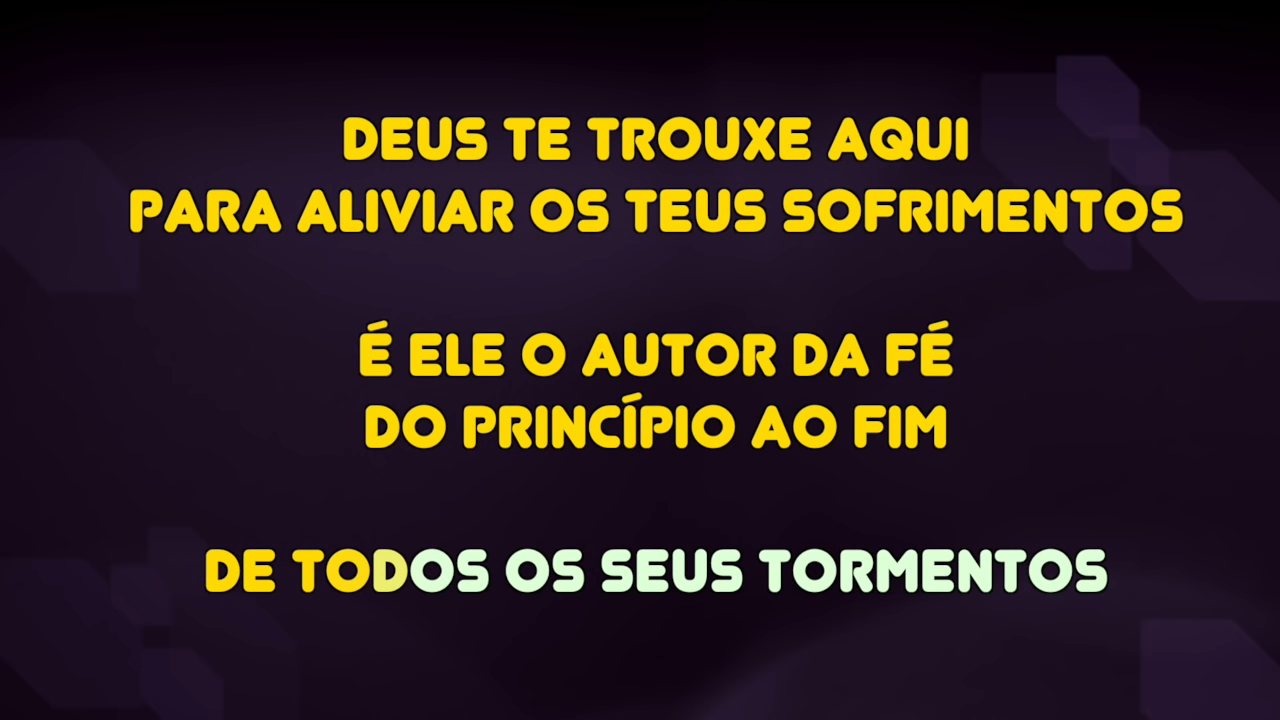 DEUS TE TROUXE AQUI
PARA ALIVIAR OS TEUS SOFRIMENTOS
É ELE O AUTOR DA FÉ
DO PRINCÍPIO AO FIM
DE TODOS OS SEUS TORMENTOS